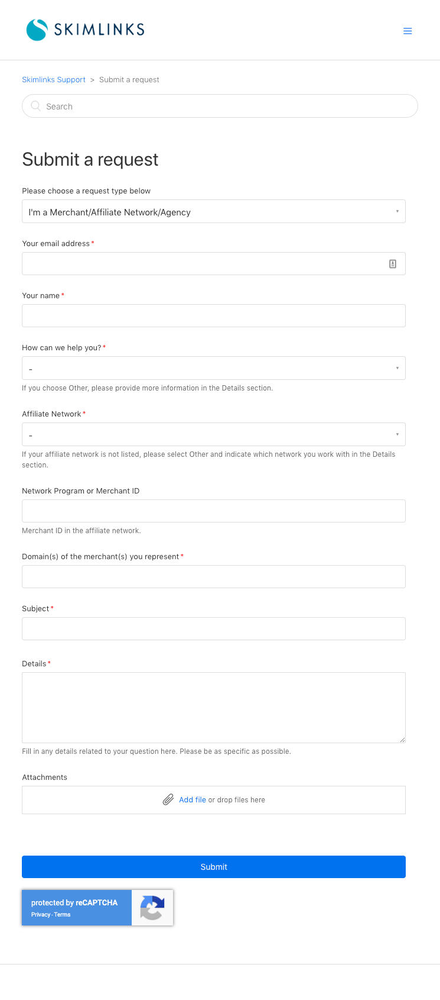 SKIMLINKS
Skimlinks Support > Submit a request
Search
Submit a request
Please choose a request type below
I'm a Merchant/Affiliate Network/Agency
Your email address*
Your name*
How can we help you?*
-
If you choose Other, please provide more information in the Details section.
Affiliate Network*
-
If your affiliate network is not listed, please select Other and indicate which network you work with in the Details
section.
Network Program or Merchant ID
Merchant ID in the affiliate network.
Domain(s) of the merchant(s) you represent*
Subject*
Details*
Fill in any details related to your question here. Please be as specific as possible.
Attachments
Add file or drop files here
Submit
protected by reCAPTCHA
Privacy - Terms